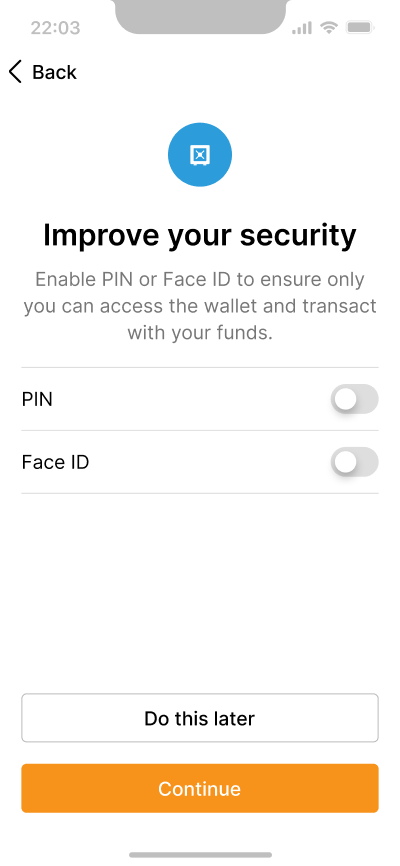 22:03
Back
Improve your security
Enable PIN or Face ID to ensure only
you can access the wallet and transact
with your funds.
PIN
Face ID
Do this later
Continue